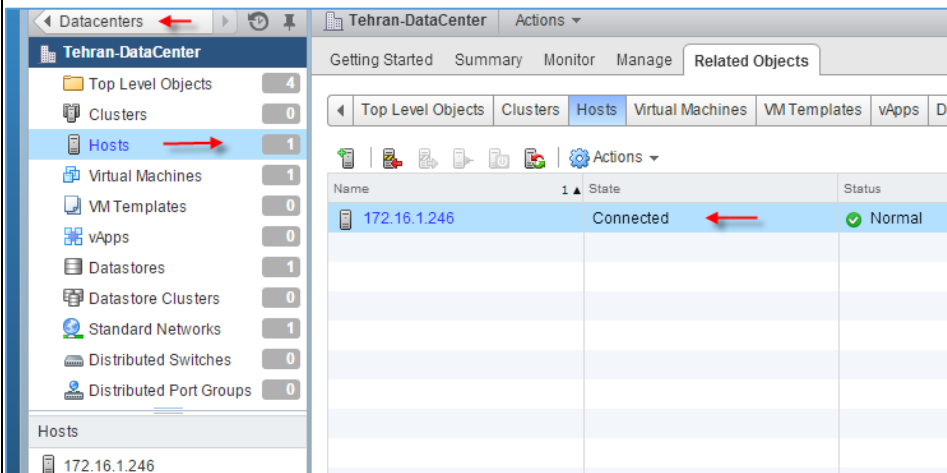 Datacenters
Tehran-DataCenter
Top Level Objects 4
Clusters 0
Hosts 1
Virtual Machines 1
VM Templates 0
vApps 0
Datastores 1
Datastore Clusters 0
Standard Networks 1
Distributed Switches 0
Distributed Port Groups 0
Hosts
172.16.1.246
Tehran-DataCenter Actions
Getting Started Summary Monitor Manage Related Objects
Top Level Objects Clusters Hosts Virtual Machines VM Templates vApps D
Actions
Name 1 State Status
172.16.1.246 Connected Normal